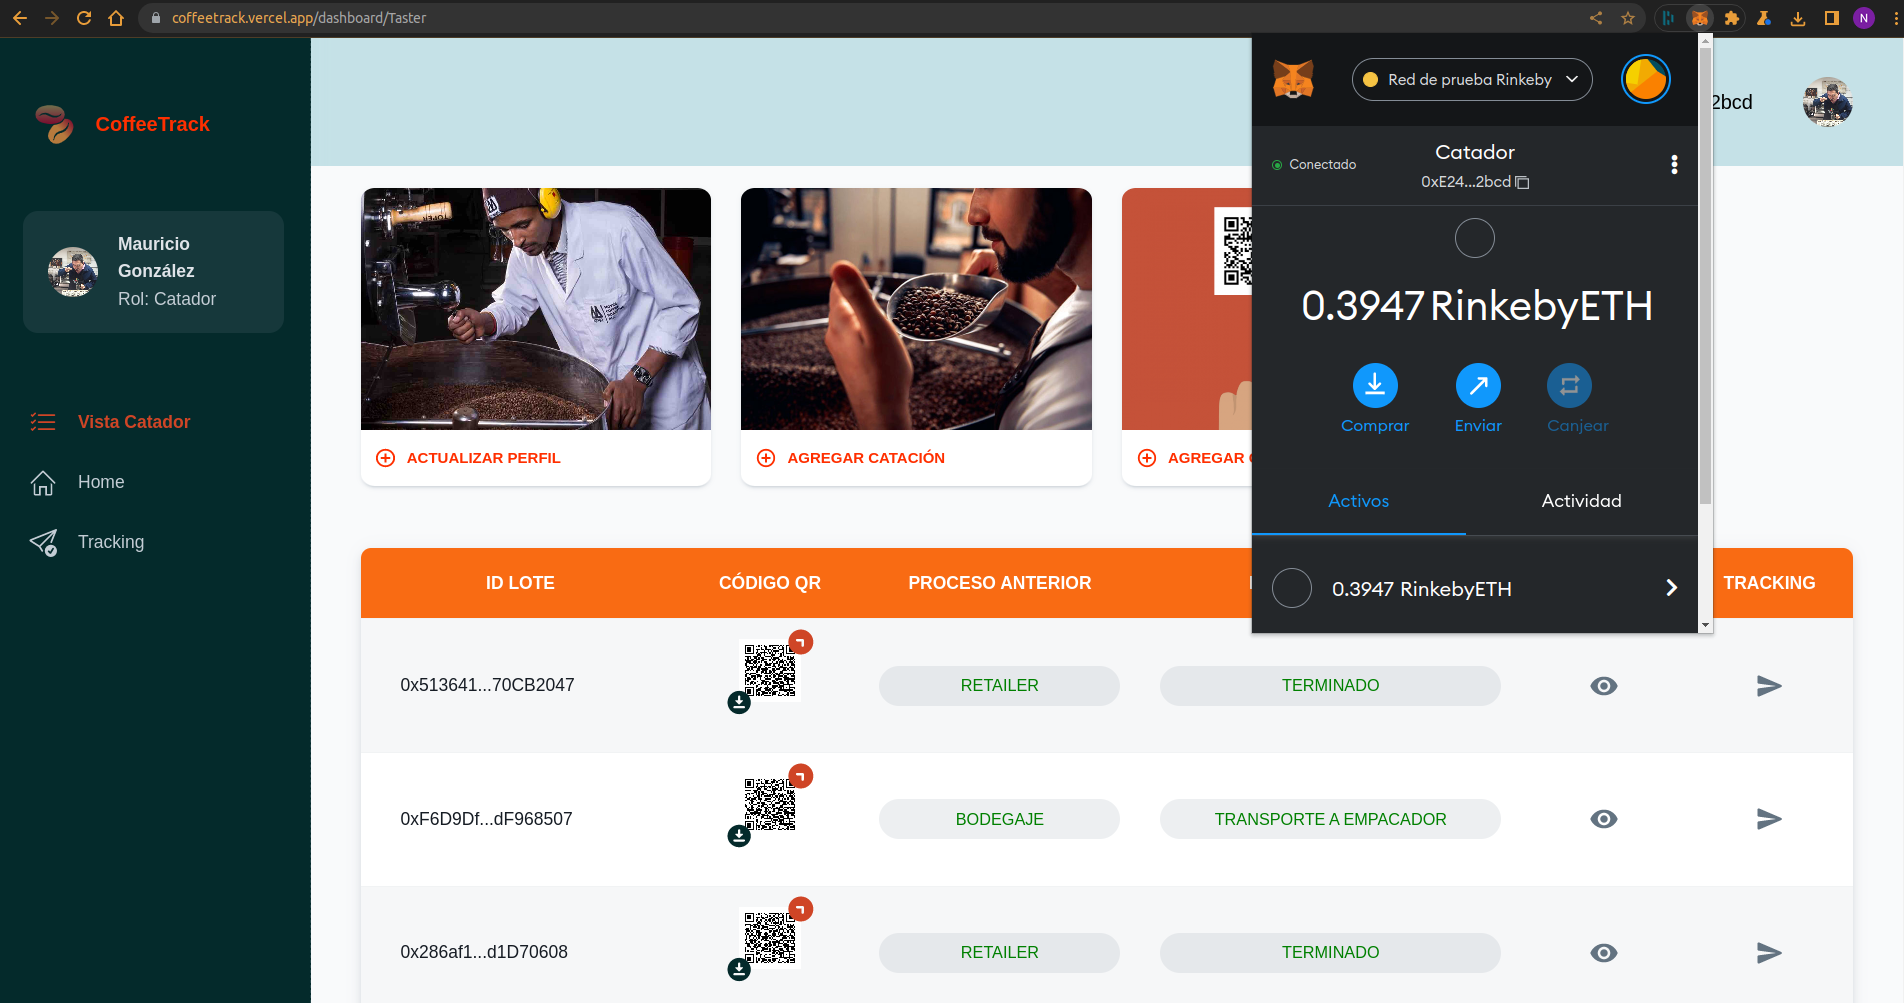 coffeetrack.vercel.app/dashboard/Taster
N
CoffeeTrack
Mauricio
González
Rol: Catador
Vista Catador
Home
Tracking
2bcd
Red de prueba Rinkeby
Conectado
Catador
0xE24...2bcd
0.3947 RinkebyETH
Comprar
Enviar
Canjear
Activos
Actividad
0.3947 RinkebyETH
ACTUALIZAR PERFIL
AGREGAR CATACIÓN
AGREGAR
ID LOTE CÓDIGO QR PROCESO ANTERIOR TRACKING
0x513641...70CB2047 RETAILER TERMINADO
0xF6D9Df...dF968507 BODEGAJE TRANSPORTE A EMPACADOR
0x286af1...d1D70608 RETAILER TERMINADO